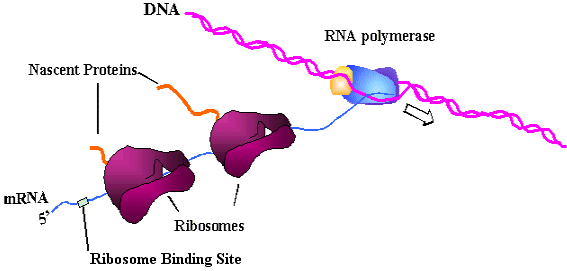 DNA
RNA polymerase
Nascent Proteins
mRNA
5'
Ribosomes
Ribosome Binding Site